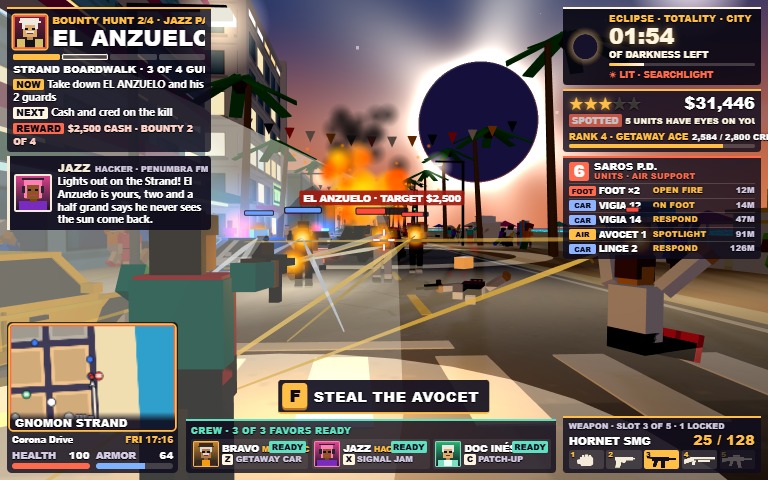 BOUNTY HUNT 2/4 · JAZZ
EL ANZUELO
STRAND BOARDWALK · 3 OF 4
NOW Take down EL ANZUELO and his
2 guards
NEXT Cash and cred on the kill
REWARD $2,500 CASH · BOUNTY 2
OF 4
JAZZ HACKER · PENUMBRA FM
Lights out on the Strand! El
Anzuelo is yours, two and a
half grand says he never sees
the sun come back.
EL ANZUELO · TARGET $2,500
ECLIPSE · TOTALITY · CITY
01:54
OF DARKNESS LEFT
☀ LIT · SEARCHLIGHT
$31,446
SPOTTED 5 UNITS HAVE EYES ON
RANK 4 · GETAWAY ACE 2,584 / 2,800
6 SAROS P.D.
UNITS · AIR SUPPORT
FOOT FOOT ×2 OPEN FIRE 12M
CAR VIGIA 12 ON FOOT 14M
CAR VIGIA 14 RESPOND 47M
AIR AVOCET 1 SPOTLIGHT 91M
CAR LINCE 2 RESPOND 126M
F STEAL THE AVOCET
GNOMON STRAND
Corona Drive FRI 17:16
HEALTH 100 ARMOR 64
CREW · 3 OF 3 FAVORS READY
BRAVO READY
Z GETAWAY CAR
JAZZ READY
X SIGNAL JAM
DOC INÉS READY
C PATCH-UP
WEAPON · SLOT 3 OF 5 · 1 LOCKED
HORNET SMG 25 / 128
1 2 3 4 5